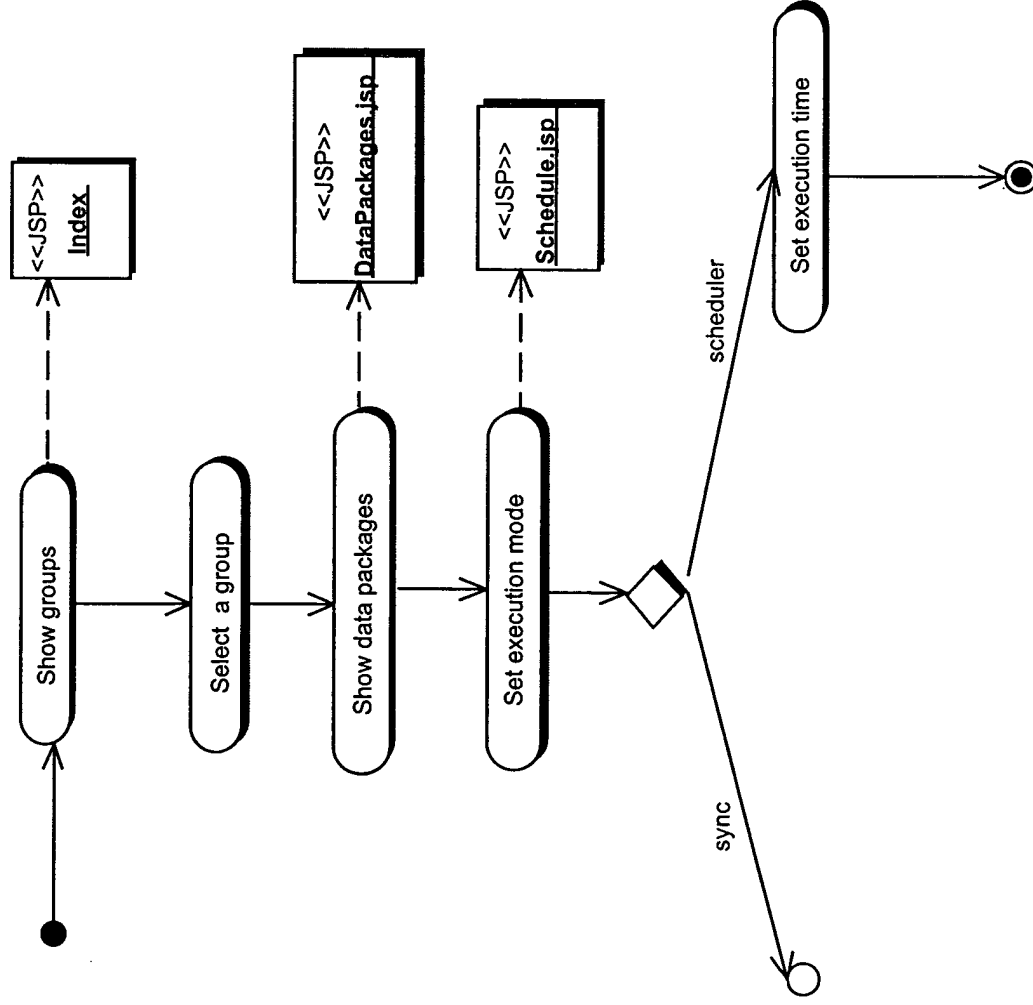 Show groups
<<JSP>>
Index
Select a group
Show data packages
<<JSP>>
DataPackages.jsp
Set execution mode
<<JSP>>
Schedule.jsp
sync
scheduler
Set execution time